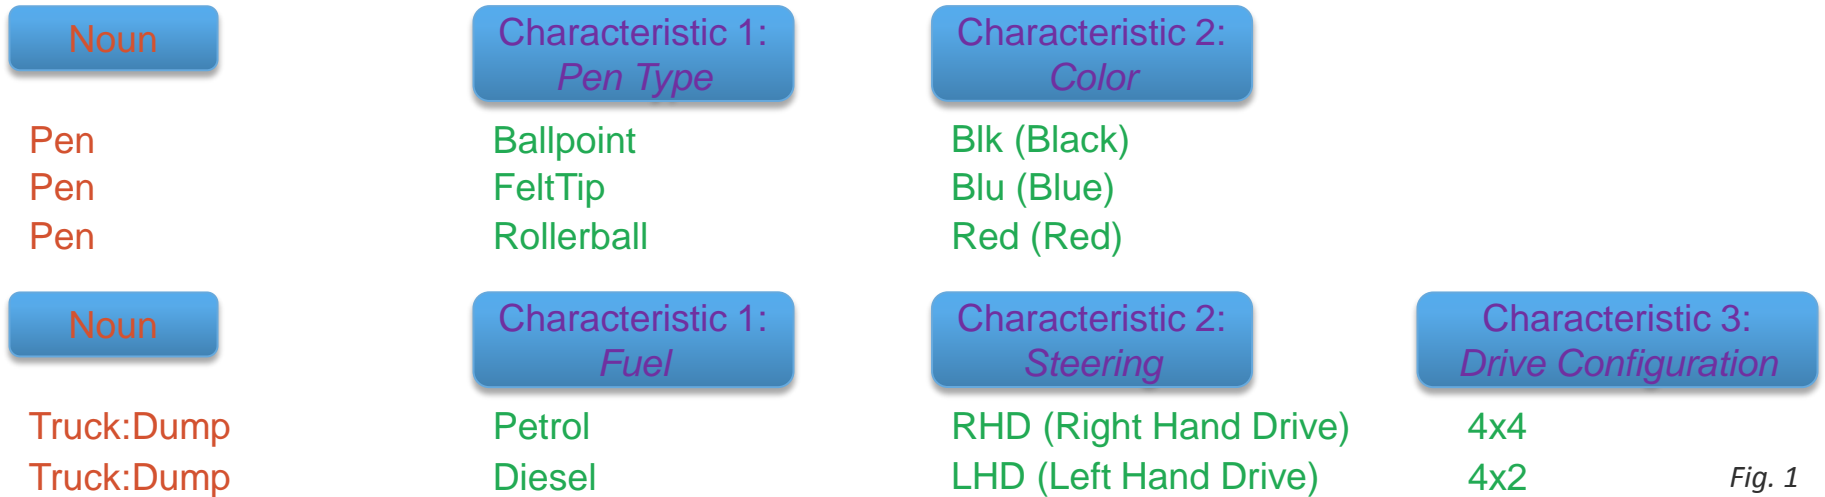 Noun
Characteristic 1:
Pen Type
Characteristic 2:
Color
Pen Ballpoint Blk (Black)
Pen FeltTip Blu (Blue)
Pen Rollerball Red (Red)
Noun
Characteristic 1:
Fuel
Characteristic 2:
Steering
Characteristic 3:
Drive Configuration
Truck:Dump Petrol RHD (Right Hand Drive) 4x4
Truck:Dump Diesel LHD (Left Hand Drive) 4x2
Fig. 1